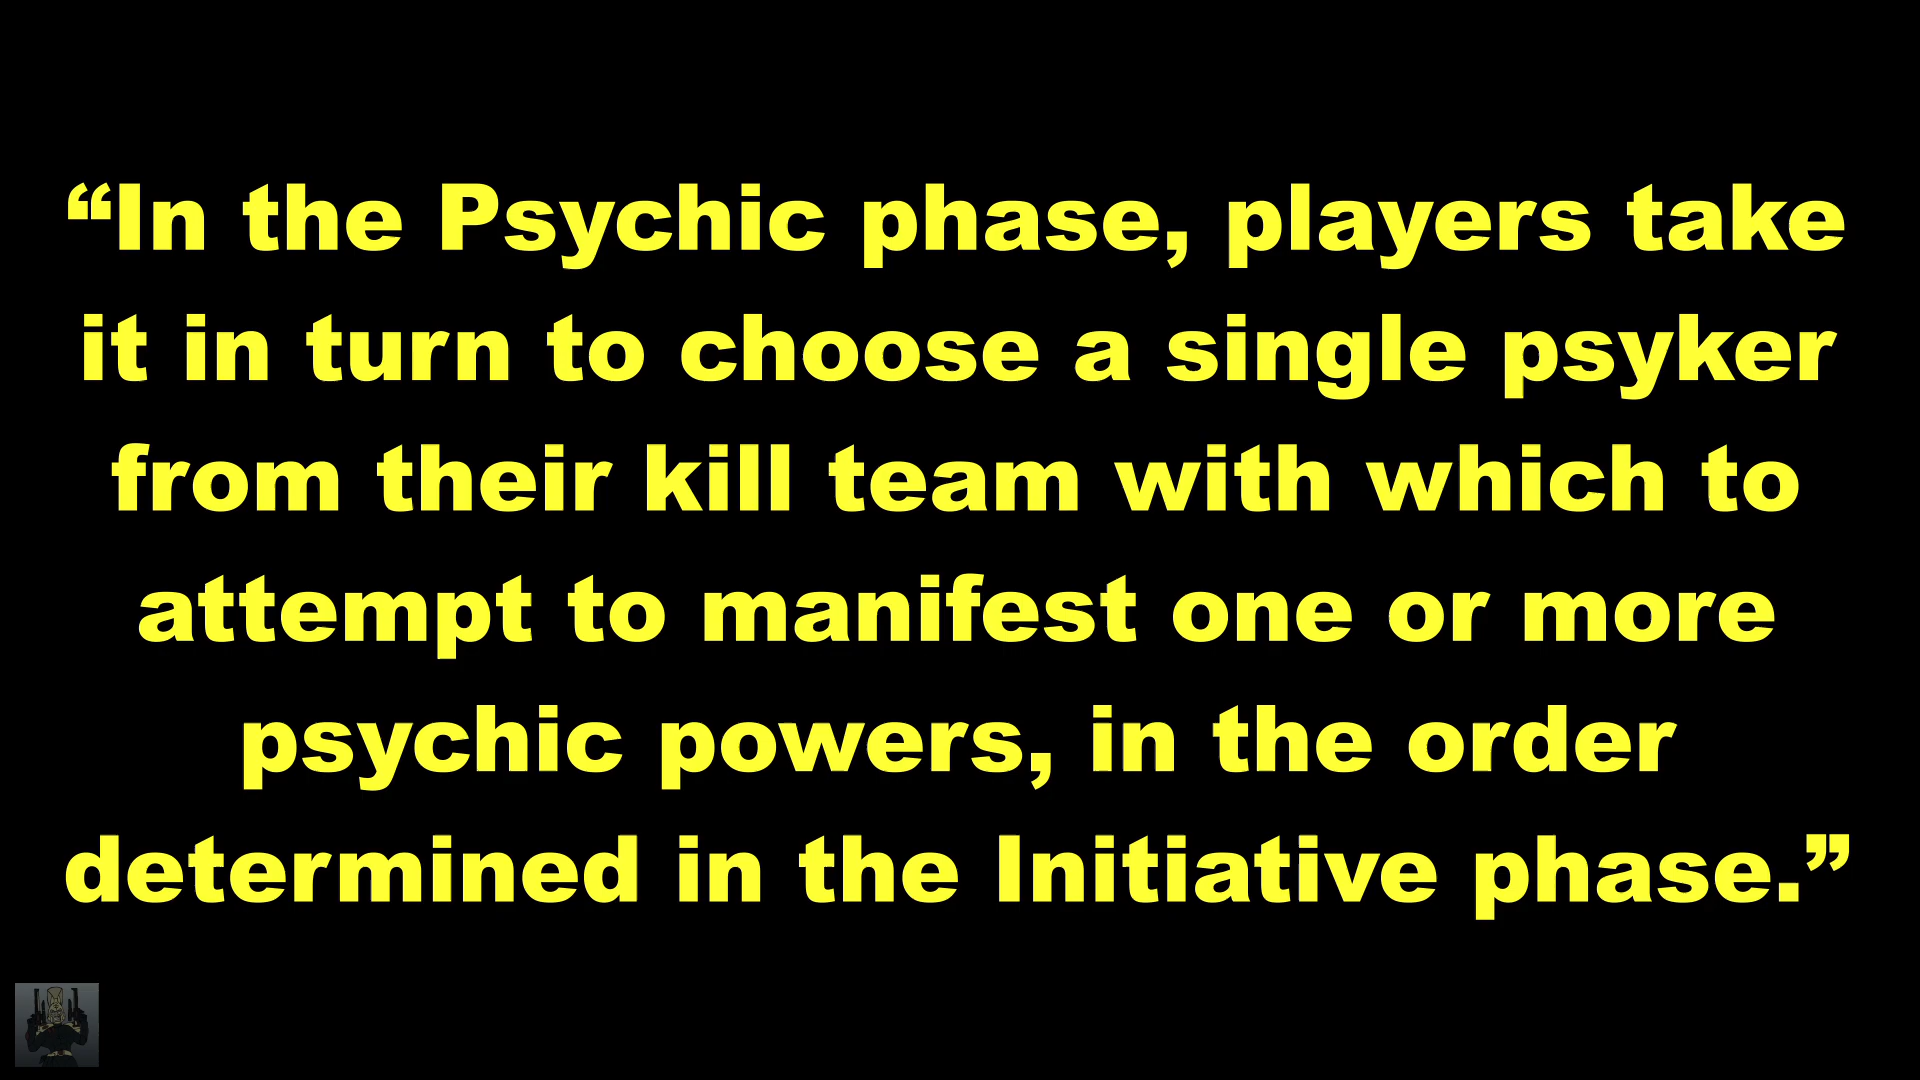 “In the Psychic phase, players take
it in turn to choose a single psyker
from their kill team with which to
attempt to manifest one or more
psychic powers, in the order
determined in the Initiative phase.”